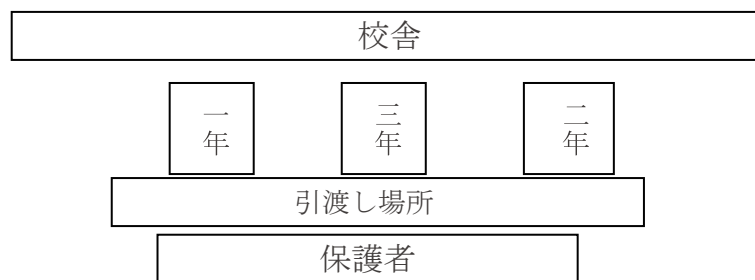 校舎
一年
三年
二年
引渡し場所
保護者